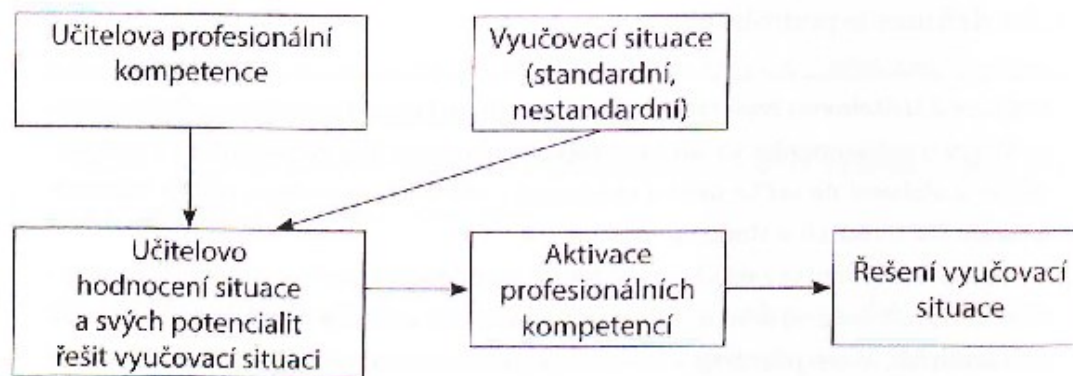 Učitelova profesionální
kompetence
Vyučovací situace
(standardní,
nestandardní)
Učitelovo
hodnocení situace
a svých potencialit
řešit vyučovací situaci
Aktivace
profesionálních
kompetencí
Řešení vyučovací
situace